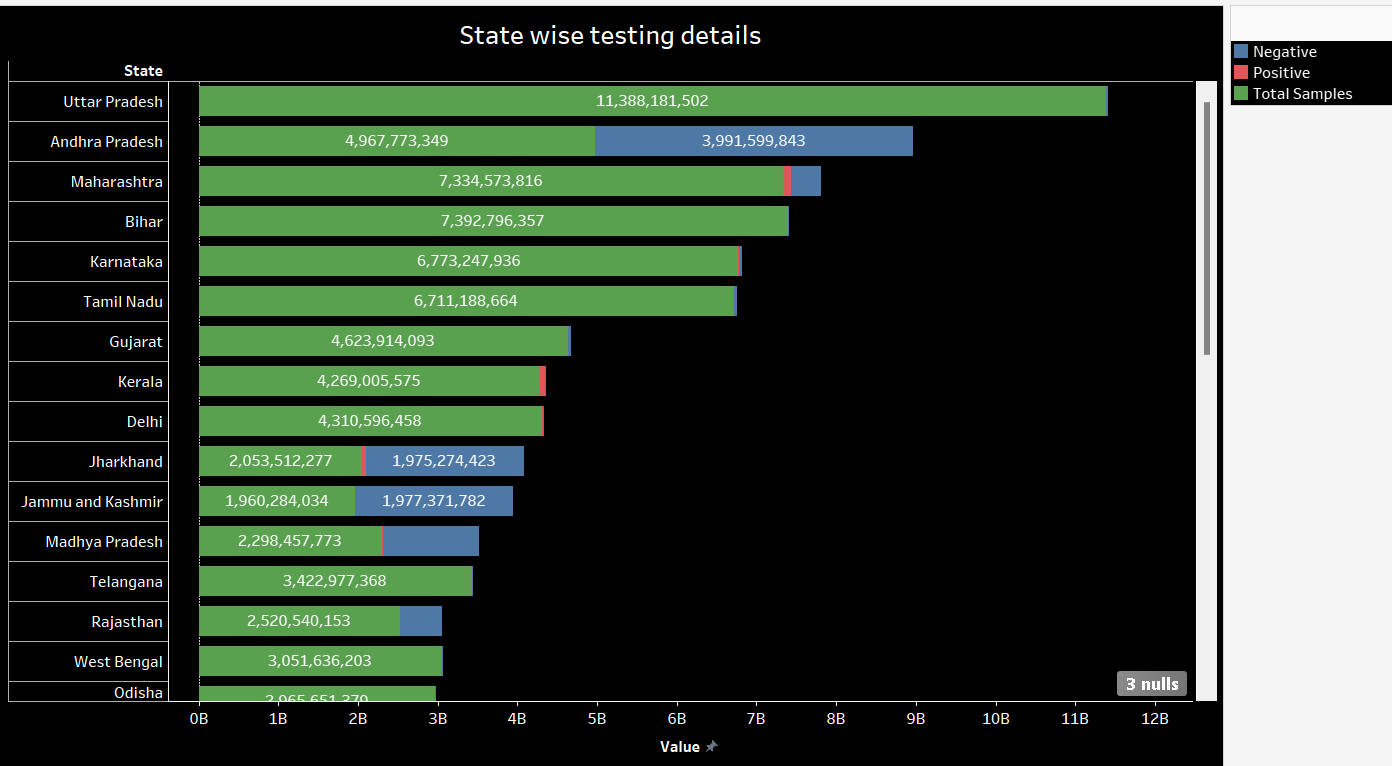 State wise testing details
State
Uttar Pradesh 11,388,181,502
Andhra Pradesh 4,967,773,349 3,991,599,843
Maharashtra 7,334,573,816
Bihar 7,392,796,357
Karnataka 6,773,247,936
Tamil Nadu 6,711,188,664
Gujarat 4,623,914,093
Kerala 4,269,005,575
Delhi 4,310,596,458
Jharkhand 2,053,512,277 1,975,274,423
Jammu and Kashmir 1,960,284,034 1,977,371,782
Madhya Pradesh 2,298,457,773
Telangana 3,422,977,368
Rajasthan 2,520,540,153
West Bengal 3,051,636,203
Odisha 2,965,651,379
3 nulls
0B 1B 2B 3B 4B 5B 6B 7B 8B 9B 10B 11B 12B
Value
Negative
Positive
Total Samples